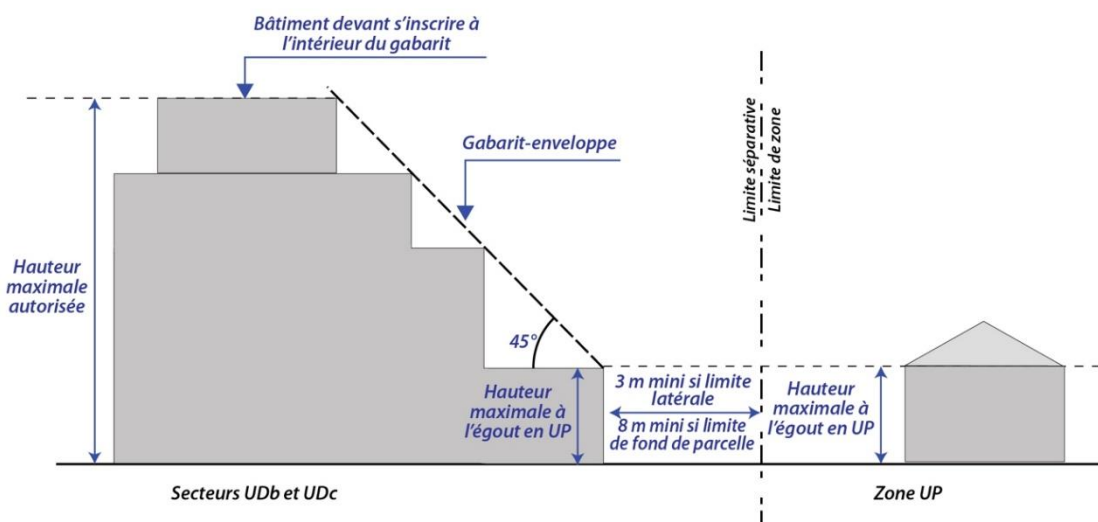 Bâtiment devant s'inscrire à
l'intérieur du gabarit
Gabarit-enveloppe
Limite séparative
Limite de zone
Hauteur
maximale
autorisée
45°
Hauteur
maximale à
l'égout en UP
3 m mini si limite
latérale
8 m mini si limite
de fond de parcelle
Hauteur
maximale à
l'égout en UP
Secteurs UDb et UDc
Zone UP